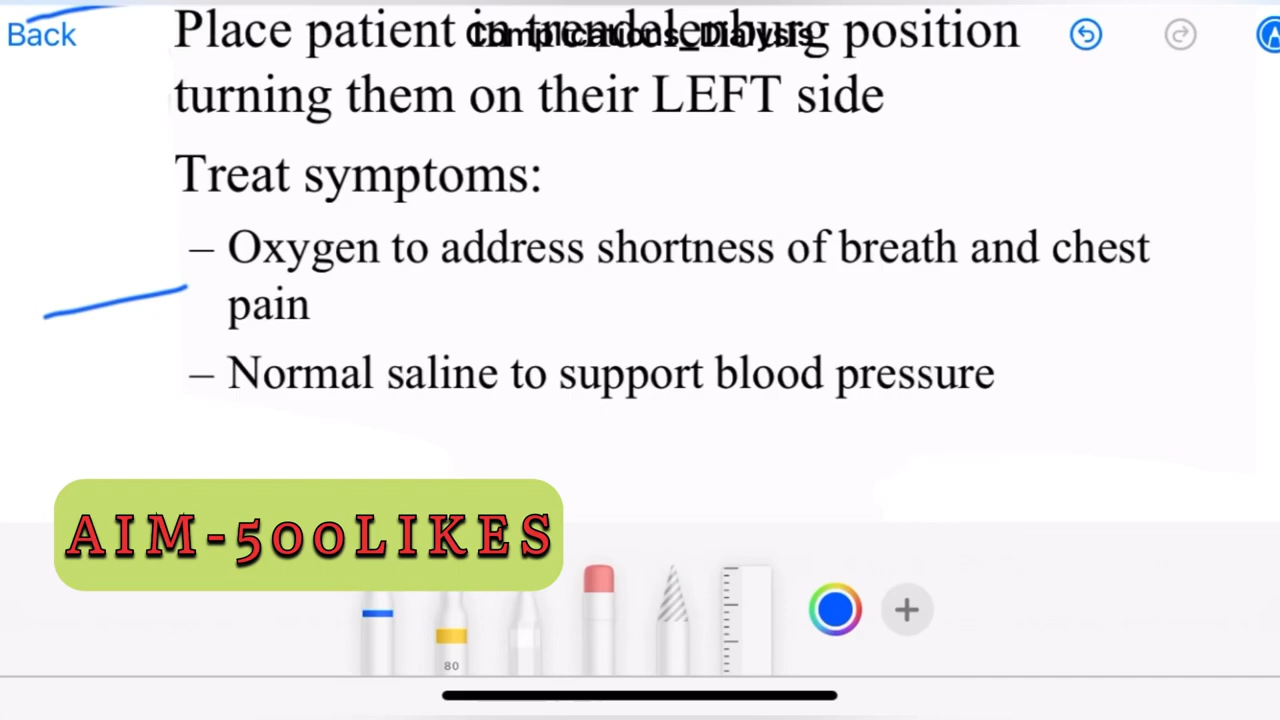 Back
Complications_Dialysis
Place patient in trendelenburg position
turning them on their LEFT side
Treat symptoms:
– Oxygen to address shortness of breath and chest
pain
– Normal saline to support blood pressure
AIM-500LIKES
80